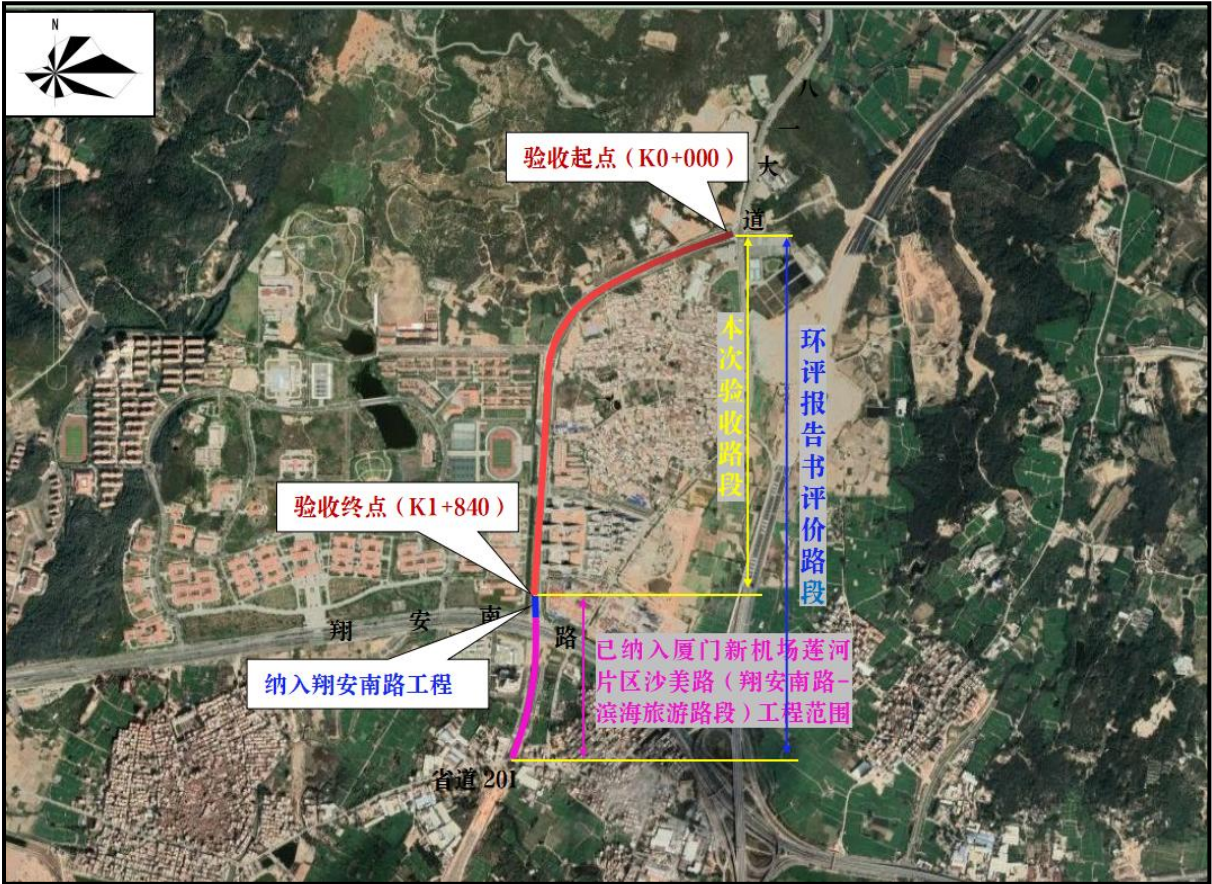 N
八
一
大
道
验收起点（K0+000）
本次验收路段
环评报告书评价路段
验收终点（K1+840）
翔安南路
纳入翔安南路工程
已纳入厦门新机场莲河
片区沙美路（翔安南路-
滨海旅游路段）工程范围
省道 201